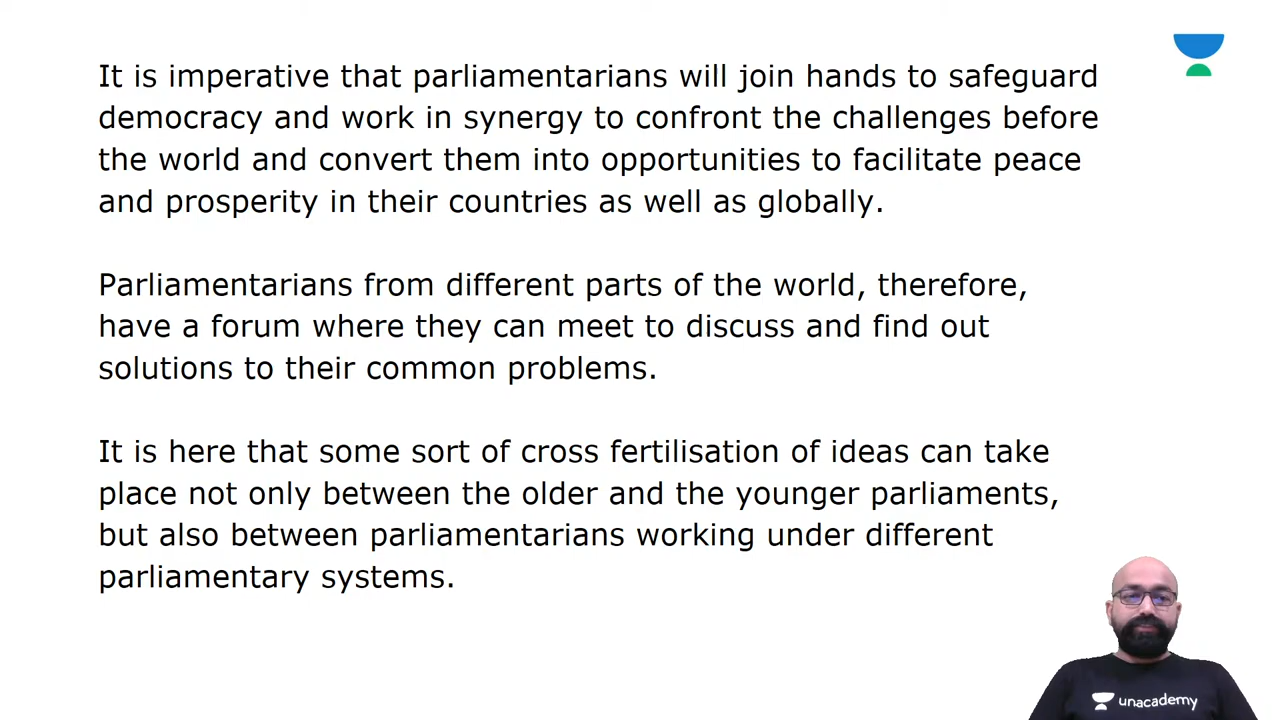 It is imperative that parliamentarians will join hands to safeguard
democracy and work in synergy to confront the challenges before
the world and convert them into opportunities to facilitate peace
and prosperity in their countries as well as globally.
Parliamentarians from different parts of the world, therefore,
have a forum where they can meet to discuss and find out
solutions to their common problems.
It is here that some sort of cross fertilisation of ideas can take
place not only between the older and the younger parliaments,
but also between parliamentarians working under different
parliamentary systems.
unacademy